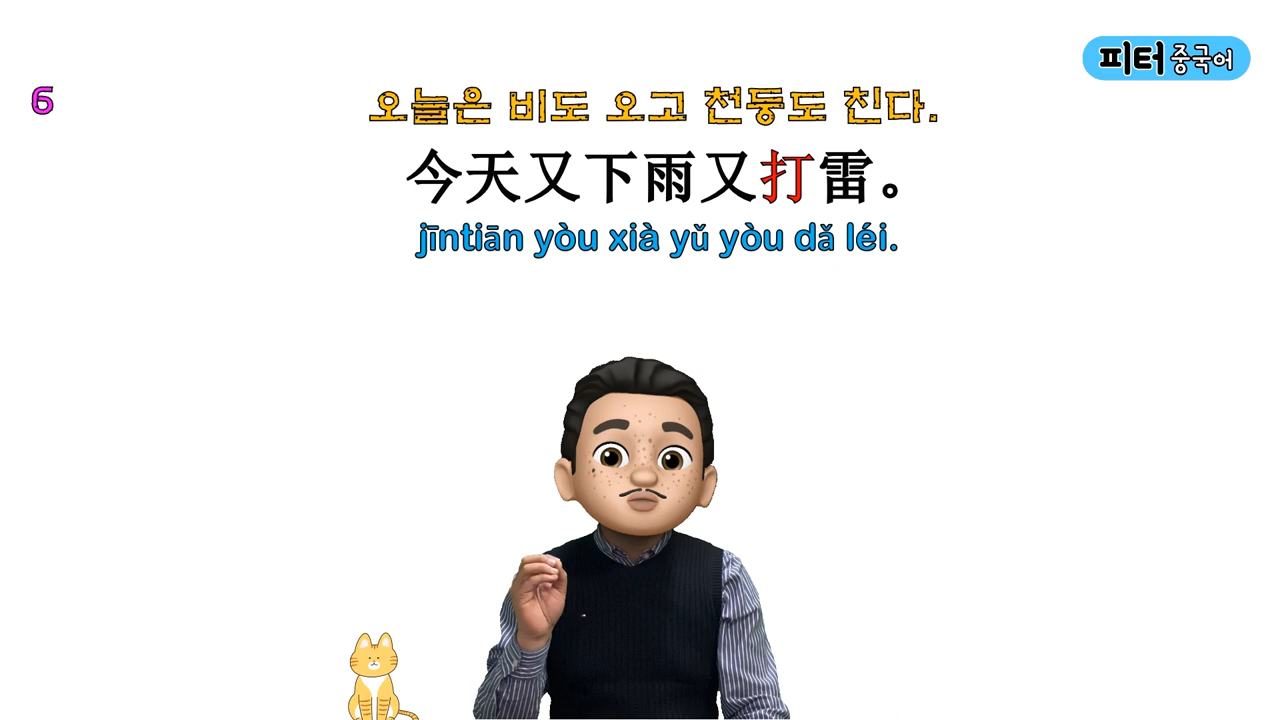 피터 중국어
6
오늘은 비도 오고 천둥도 친다.
今天又下雨又打雷。
jīntiān yòu xià yǔ yòu dǎ léi.